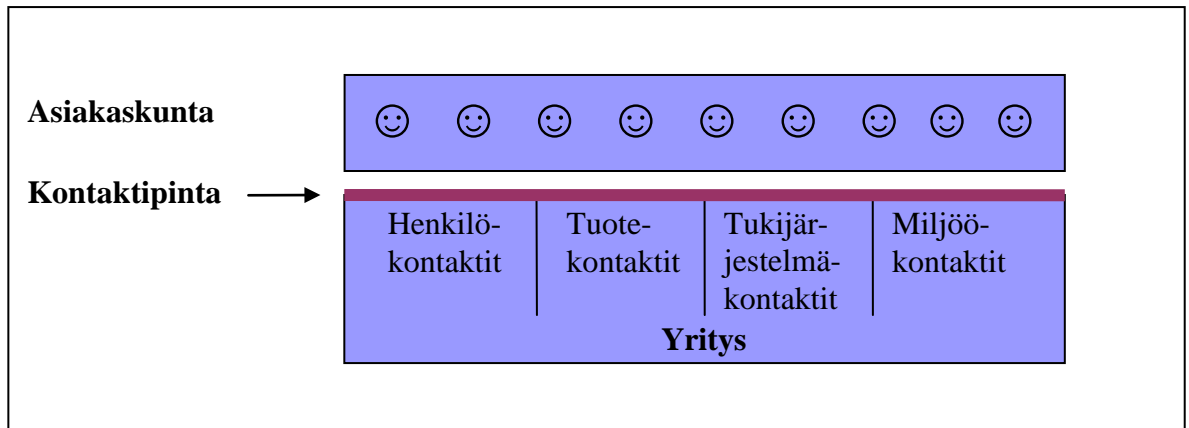 Asiakaskunta
Kontaktipinta
Henkilö-
kontaktit
Tuote-
kontaktit
Tukijär-
jestelmä-
kontaktit
Miljöö-
kontaktit
Yritys